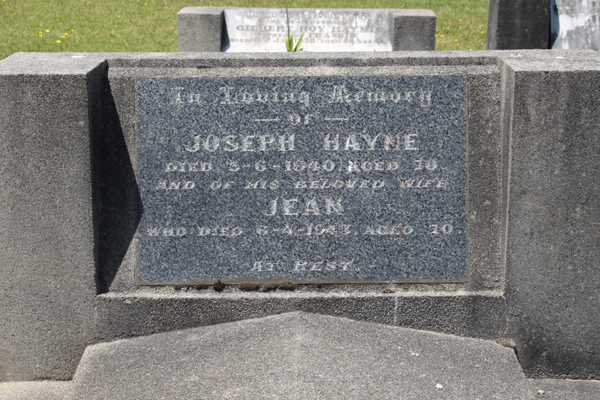 In Loving Memory
— OF —
JOSEPH HAYNE
DIED 5-6-1940, AGED 70
AND OF HIS BELOVED WIFE
JEAN
WHO DIED 6-4-1943, AGED 70
AT REST